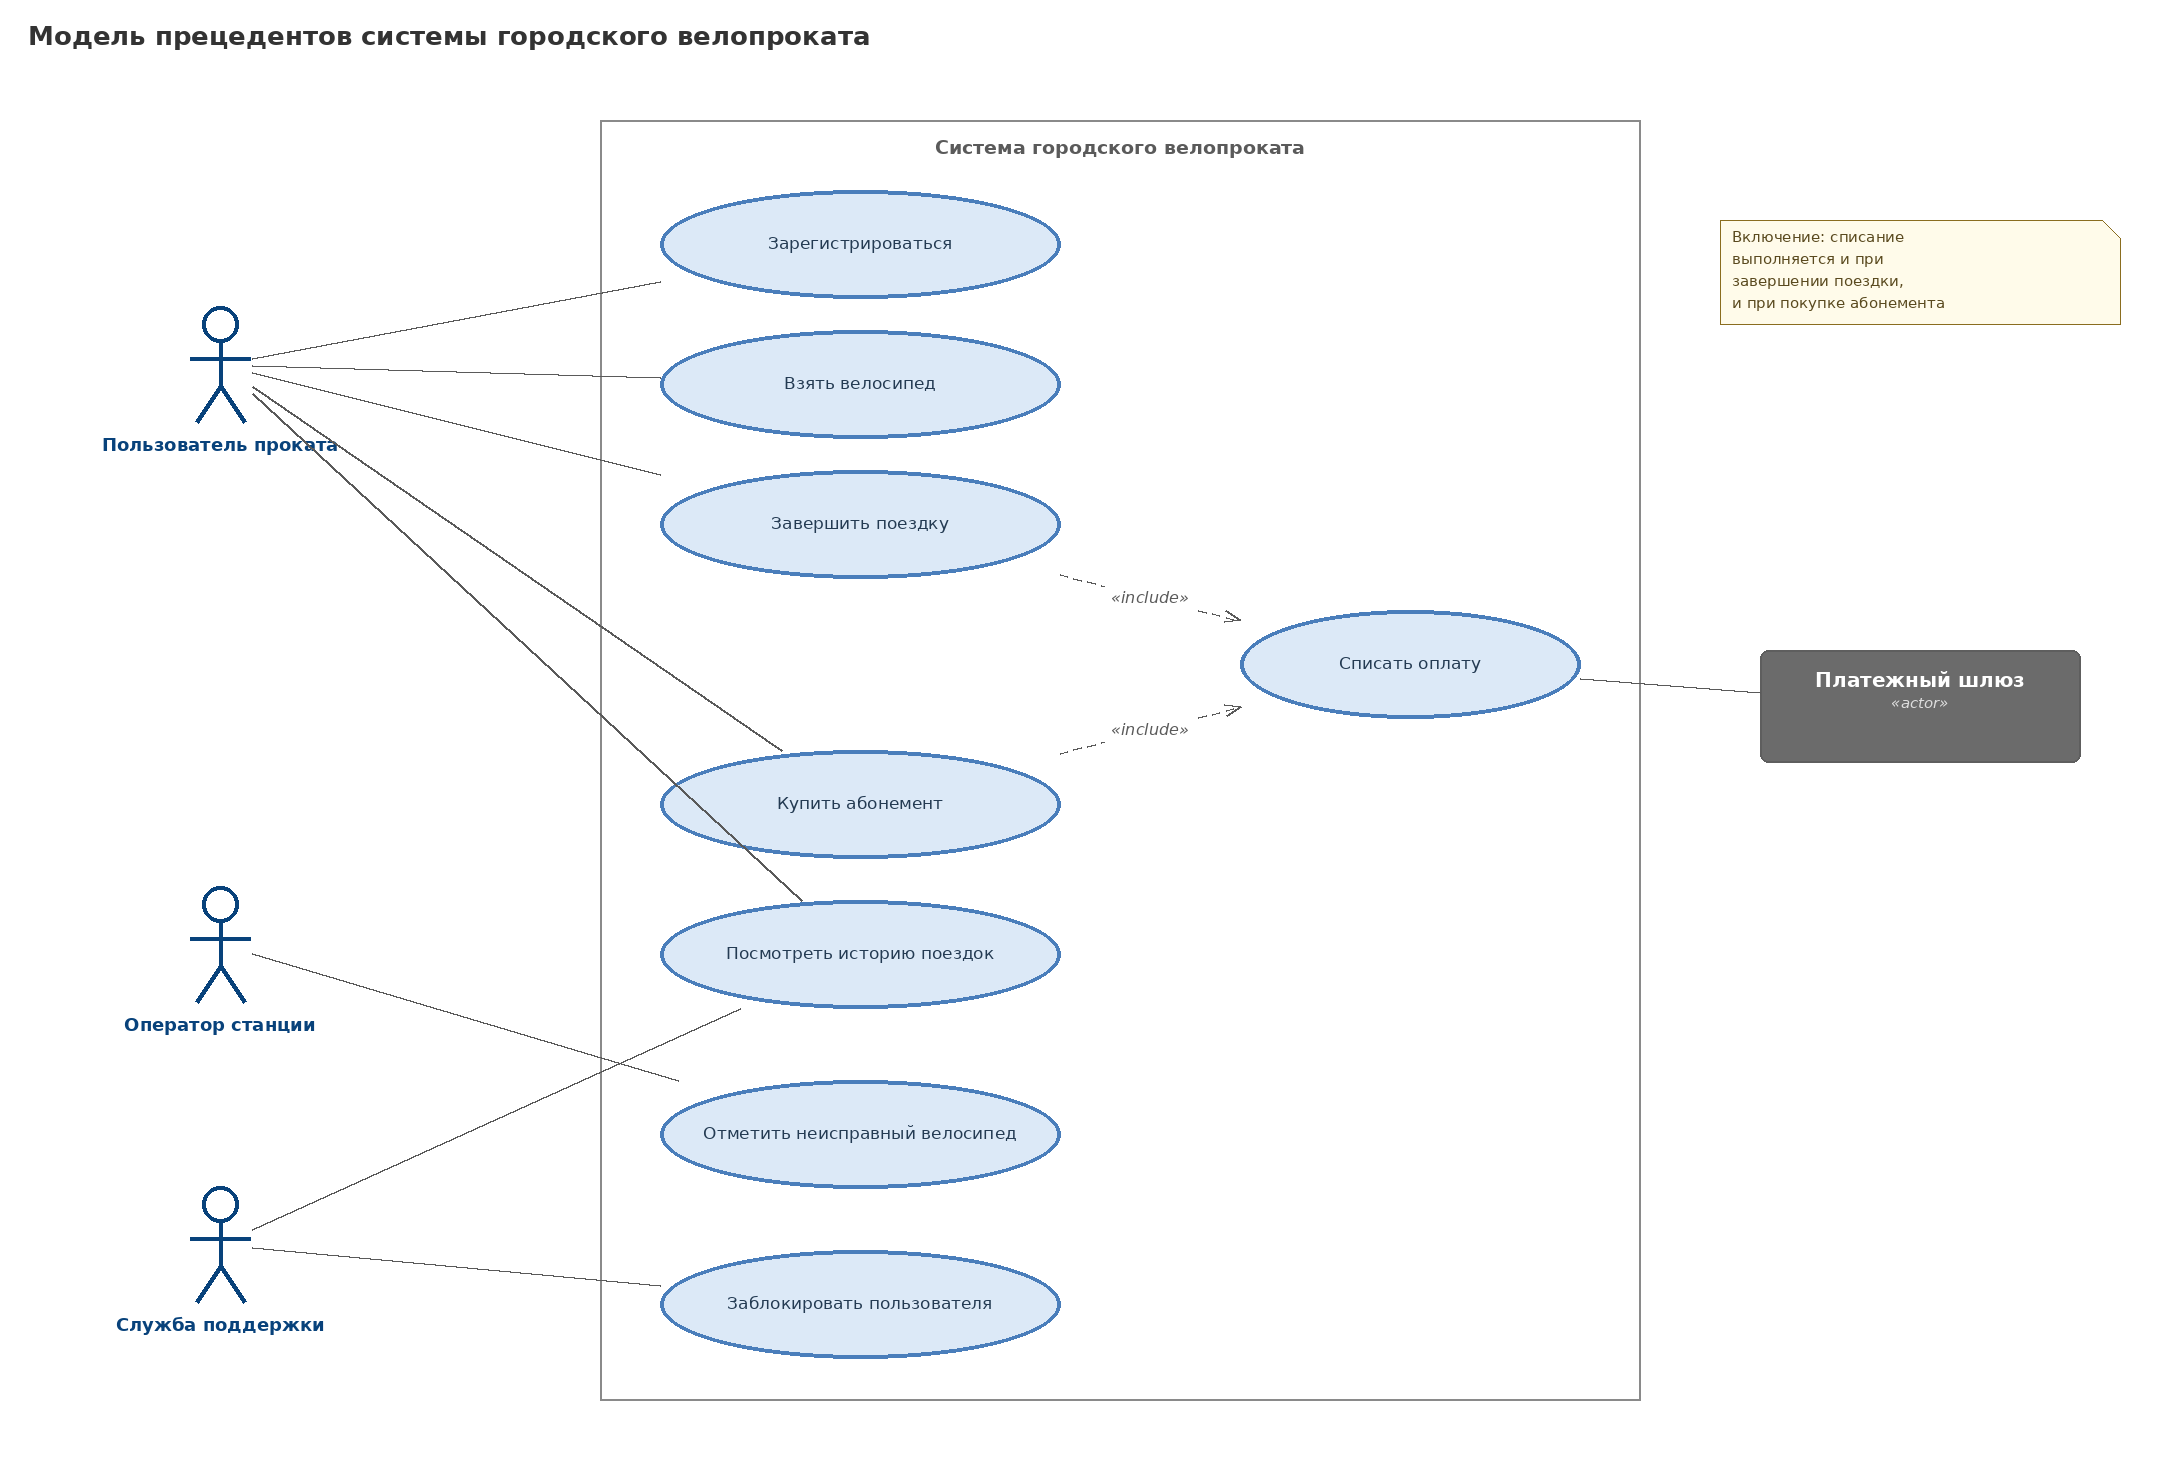 Модель прецедентов системы городского велопроката
Система городского велопроката
Зарегистрироваться
Включение: списание
выполняется и при
завершении поездки,
и при покупке абонемента
Взять велосипед
Пользователь проката
Завершить поездку
«include»
Списать оплату
Платежный шлюз
«actor»
«include»
Купить абонемент
Посмотреть историю поездок
Оператор станции
Отметить неисправный велосипед
Заблокировать пользователя
Служба поддержки